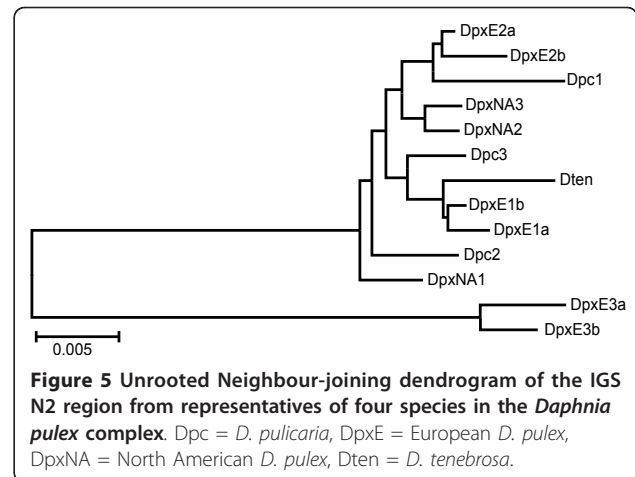 DpxE2a
DpxE2b
Dpc1
DpxNA3
DpxNA2
Dpc3
Dten
DpxE1b
DpxE1a
Dpc2
DpxNA1
DpxE3a
DpxE3b
0.005
Figure 5 Unrooted Neighbour-joining dendrogram of the IGS
N2 region from representatives of four species in the Daphnia
pulex complex. Dpc = D. pulicaria, DpxE = European D. pulex,
DpxNA = North American D. pulex, Dten = D. tenebrosa.